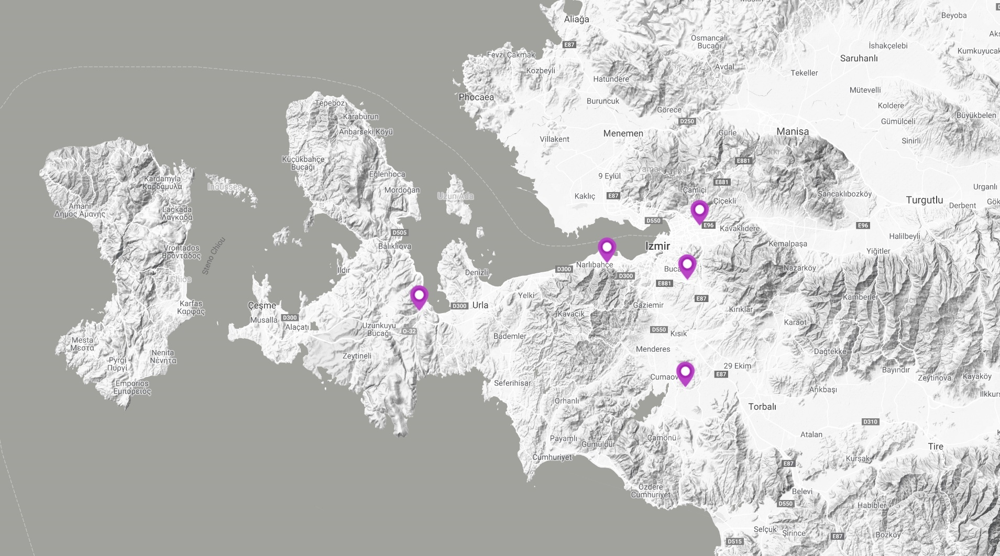 Aliağa
Beyoba
E87
Osmancalı
Bucağı
İshakçelebi
Fevzi Çakmak
Kozbeyli
Saruhanlı
Avdal
Tekeller
Hatundere
Mütevelli
Phocaea
Buruncuk
Görece
Koldere
Büyükbelen
Tepeboz
Karaburun
Anbarseki Köyü
D250
Gümülceli
Menemen
Gürle
Manisa
Villakent
Sinirli
Küçükbahçe
Bucağı
E881
Eğlenhoca
9 Eylül
Kardamyla
Καρδάμυλα
Inousses
E881
Mordoğan
Çamiçi
Urganlı
Uzun Ada
Kaklıç
E87
Çiçekli
Sancaklıbozköy
Turgutlu
Derbent
Amani
Δήμος Αμανής
Lagkada
Λαγκάδα
D550
E96
Kavaklıdere
E96
D505
Halilbeyli
Balıklıova
Izmir
Kemalpaşa
Vrontados
Βροντάδος
Yiğitler
Steno Chiou
Ildır
Denizli
D300
Narlıbahçe
D300
Nazarköy
Chios
E881
Yelki
E87
Kamberler
Karfas
Καρφάς
Çeşme
D300
Urla
Gaziemir
Kırıklar
Musalla
D300
Alaçatı
Kavacık
Karaot
Uzunkuyu
Bucağı
O-32
D550
Kısık
Bademler
Mesta
Μεστά
Menderes
Dağtekke
Nenita
Νένητα
Zeytineli
Pyrgi
Πυργί
29 Ekim
E87
Bayındır
Zeytinova
Kayaköy
Emporios
Εμπορειός
Seferihisar
Arıkbaşı
Orhanlı
Torbalı
D310
Payamlı
Gümüldür
Çamönü
Atalan
Tire
Cumhuriyet
Kurşak
E87
Özdere
Cumhuriyet
Belevi
D550
Habibler
Selçuk
Şirince
E87
Bozköy
D515